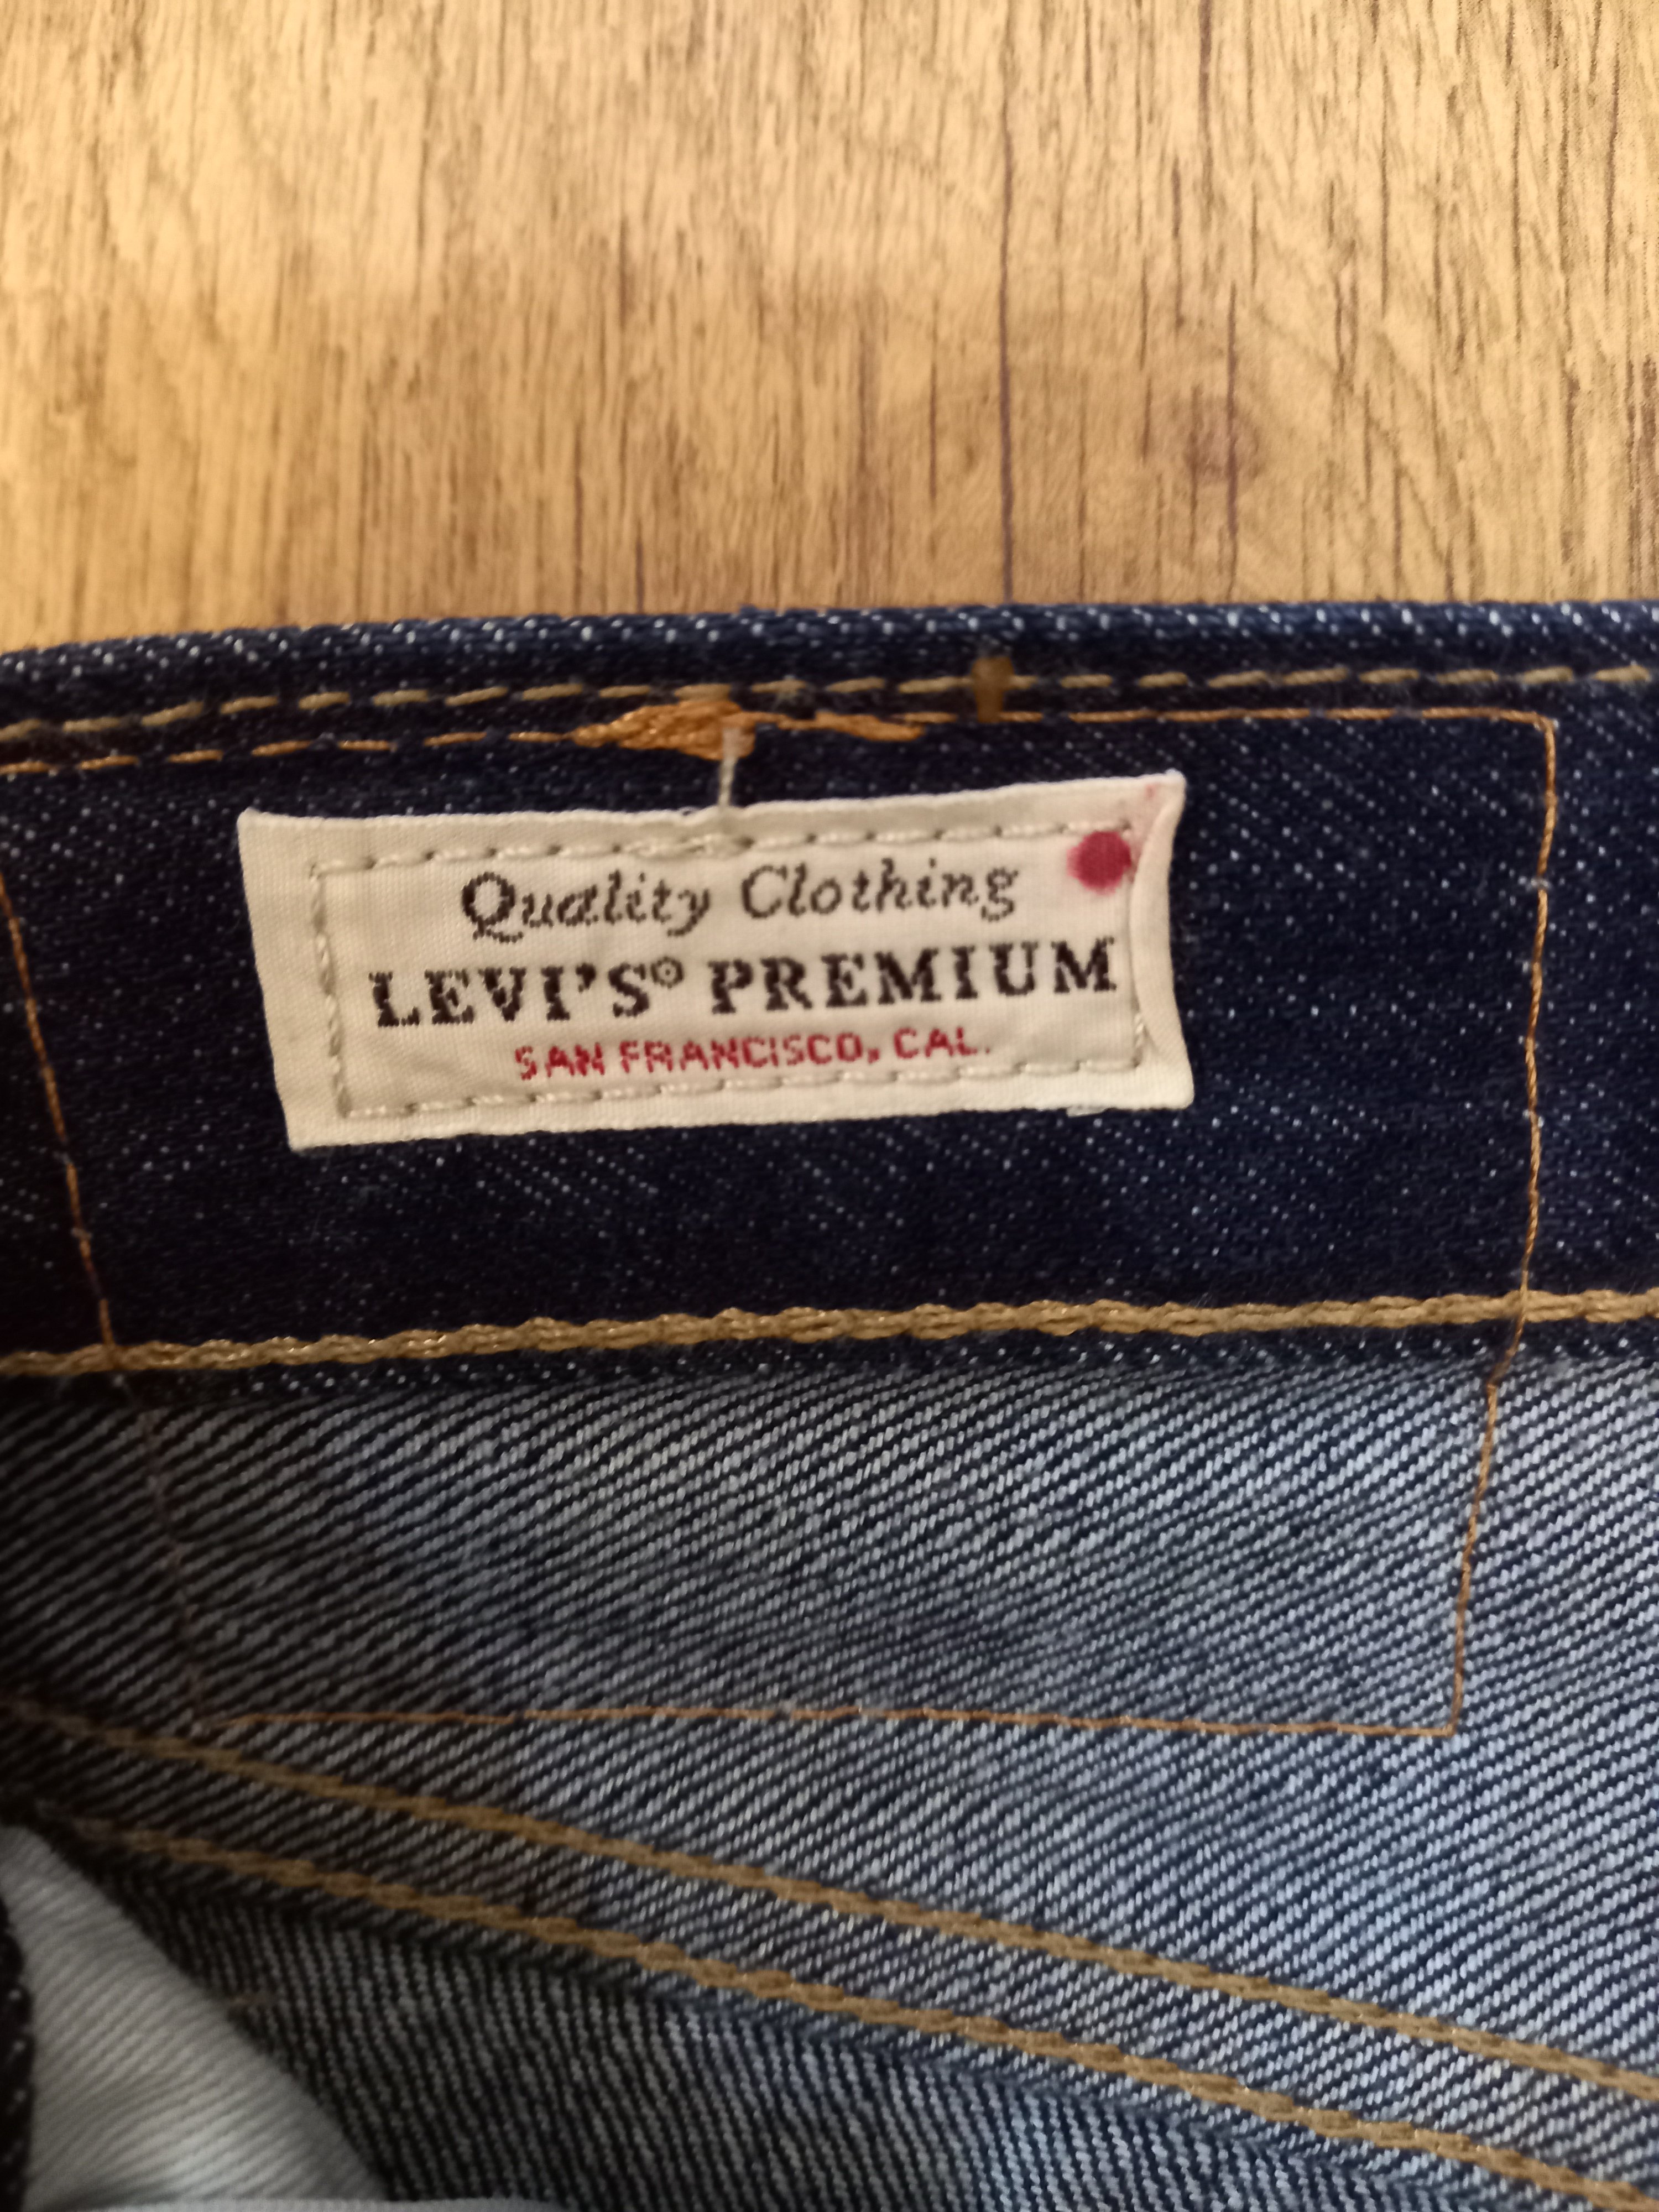 Quality Clothing
LEVI'S® PREMIUM
SAN FRANCISCO, CAL.